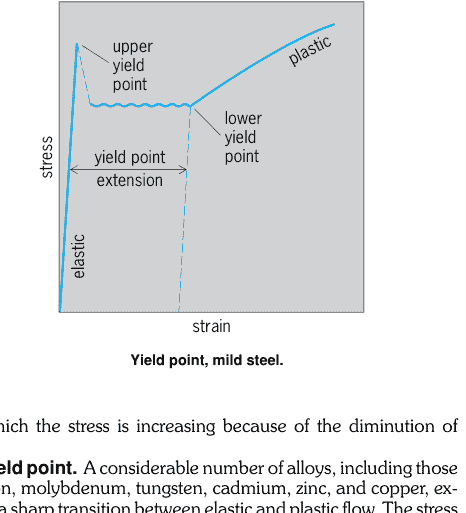 upper
yield
point
plastic
lower
yield
point
yield point
extension
stress
elastic
strain
Yield point, mild steel.
the stress is increasing because of the diminution of
point. A considerable number of alloys, including those
molybdenum, tungsten, cadmium, zinc, and copper, ex-
a sharp transition between elastic and plastic flow. The stress